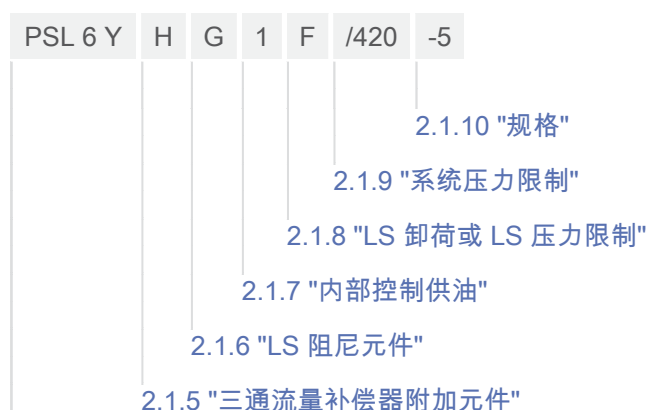 PSL 6 Y H G 1 F /420 -5
2.1.10 "规格"
2.1.9 "系统压力限制"
2.1.8 "LS 卸荷或 LS 压力限制"
2.1.7 "内部控制供油"
2.1.6 "LS 阻尼元件"
2.1.5 "三通流量补偿器附加元件"